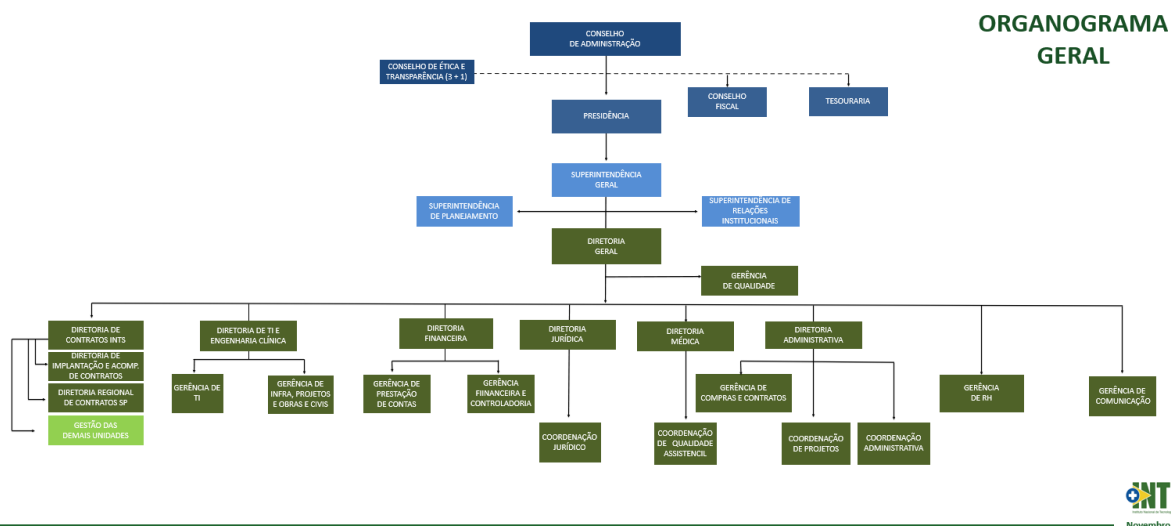 ORGANOGRAMA
GERAL
CONSELHO
DE ADMINISTRAÇÃO
CONSELHO DE ÉTICA E
TRANSPARÊNCIA (3 + 1)
CONSELHO
FISCAL
TESOURARIA
PRESIDÊNCIA
SUPERINTENDÊNCIA
GERAL
SUPERINTENDÊNCIA
DE PLANEJAMENTO
SUPERINTENDÊNCIA DE
RELAÇÕES
INSTITUCIONAIS
DIRETORIA
GERAL
GERÊNCIA
DE QUALIDADE
DIRETORIA DE
CONTRATOS INTS
DIRETORIA DE TI E
ENGENHARIA CLÍNICA
DIRETORIA
FINANCEIRA
DIRETORIA
JURÍDICA
DIRETORIA
MÉDICA
DIRETORIA
ADMINISTRATIVA
DIRETORIA DE
IMPLANTAÇÃO E ACOMP.
DE CONTRATOS
DIRETORIA REGIONAL
DE CONTRATOS SP
GESTÃO DAS
DEMAIS UNIDADES
GERÊNCIA DE
TI
GERÊNCIA DE
INFRA, PROJETOS
E OBRAS E CIVIS
GERÊNCIA DE
PRESTAÇÃO
DE CONTAS
GERÊNCIA
FIINANCEIRA E
CONTROLADORIA
GERÊNCIA DE
COMPRAS E CONTRATOS
GERÊNCIA
DE RH
GERÊNCIA DE
COMUNICAÇÃO
COORDENAÇÃO
JURÍDICO
COORDENAÇÃO
DE QUALIDADE
ASSISTENCIL
COORDENAÇÃO
DE PROJETOS
COORDENAÇÃO
ADMINISTRATIVA
INT
Novembro